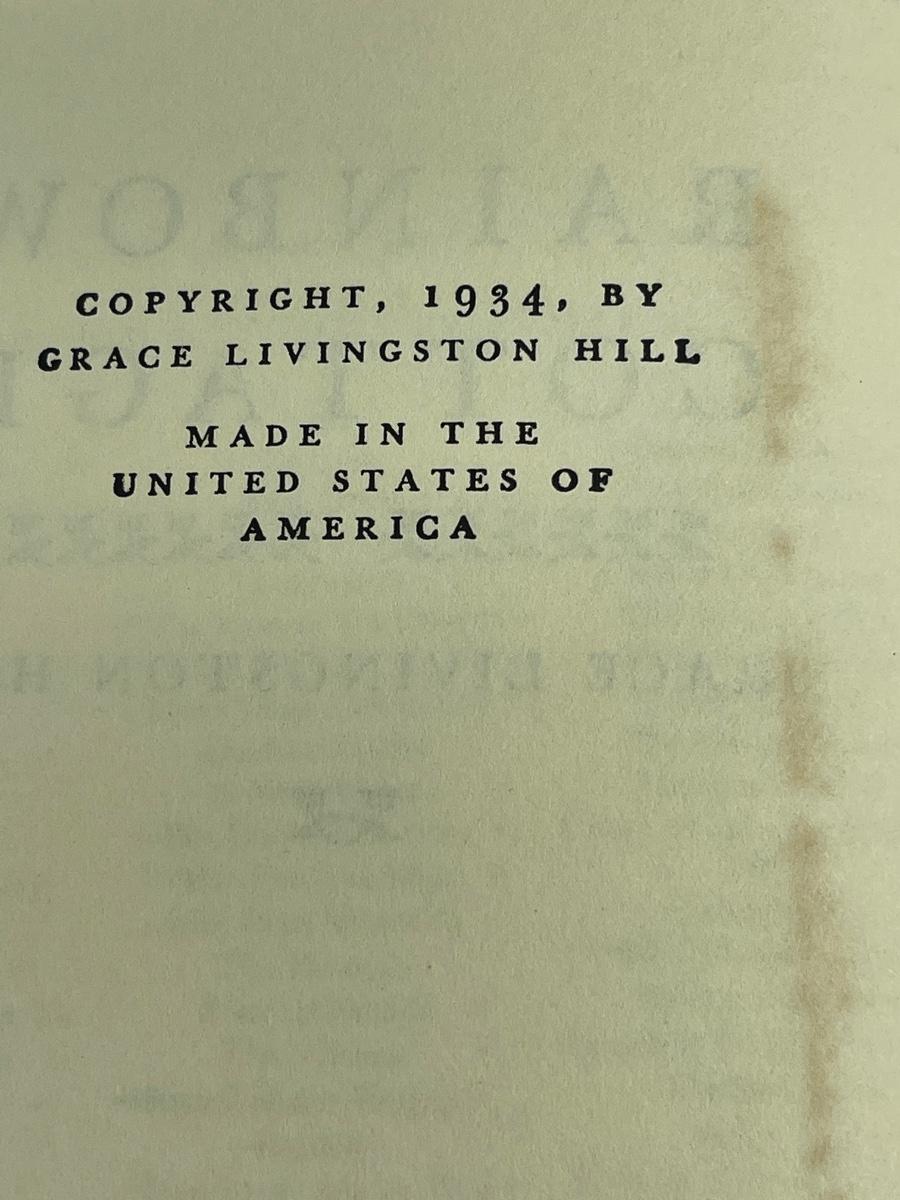 COPYRIGHT, 1934, BY
GRACE LIVINGSTON HILL
MADE IN THE
UNITED STATES OF
AMERICA